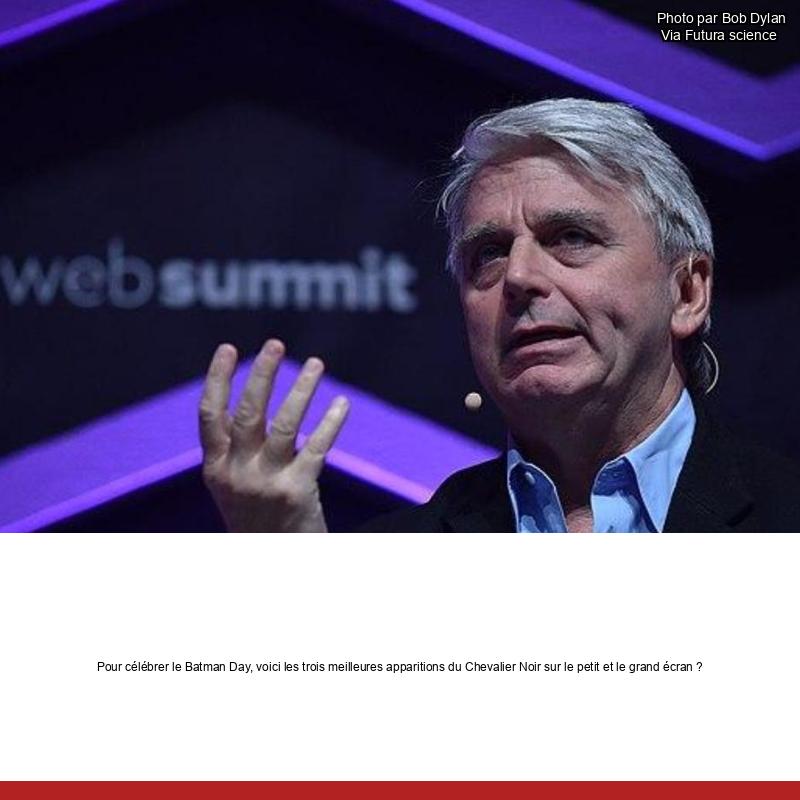 Photo par Bob Dylan
Via Futura science
websummit
Pour célébrer le Batman Day, voici les trois meilleures apparitions du Chevalier Noir sur le petit et le grand écran ?